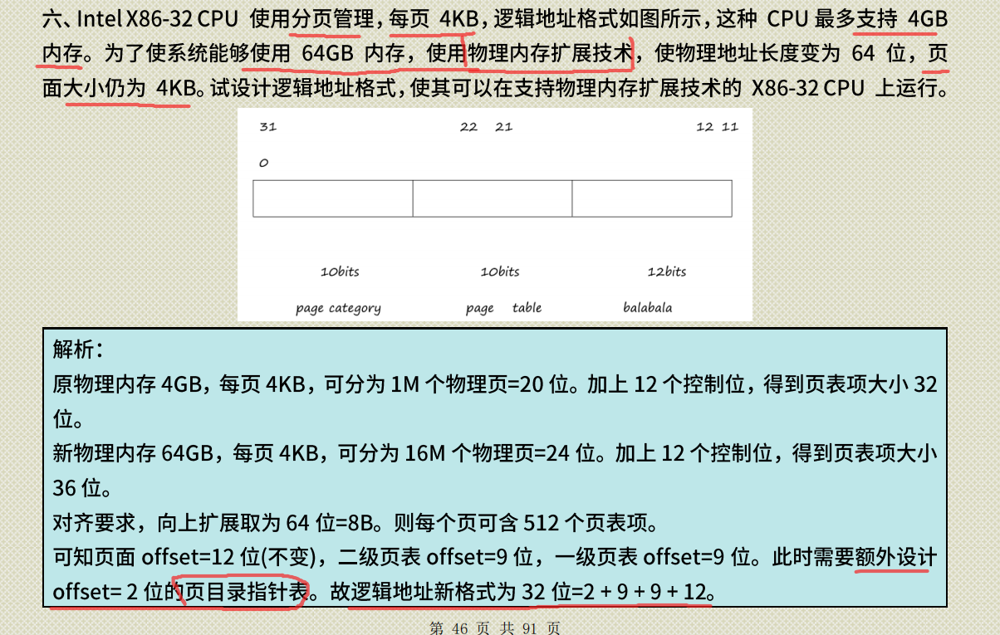 六、Intel X86-32 CPU 使用分页管理,每页 4KB,逻辑地址格式如图所示,这种 CPU 最多支持 4GB
内存。为了使系统能够使用 64GB 内存，使用物理内存扩展技术，使物理地址长度变为 64 位，页
面大小仍为 4KB。试设计逻辑地址格式,使其可以在支持物理内存扩展技术的 X86-32 CPU 上运行。
31 22 21 12 11
0
10bits 10bits 12bits
page category page table balabala
解析：
原物理内存 4GB，每页 4KB，可分为 1M 个物理页=20 位。加上 12 个控制位，得到页表项大小 32
位。
新物理内存 64GB，每页 4KB，可分为 16M 个物理页=24 位。加上 12 个控制位，得到页表项大小
36 位。
对齐要求，向上扩展取为 64 位=8B。则每个页可含 512 个页表项。
可知页面 offset=12 位(不变)，二级页表 offset=9 位，一级页表 offset=9 位。此时需要额外设计
offset= 2 位的页目录指针表。故逻辑地址新格式为 32 位=2 + 9 + 9 + 12。
第 46 页 共 91 页